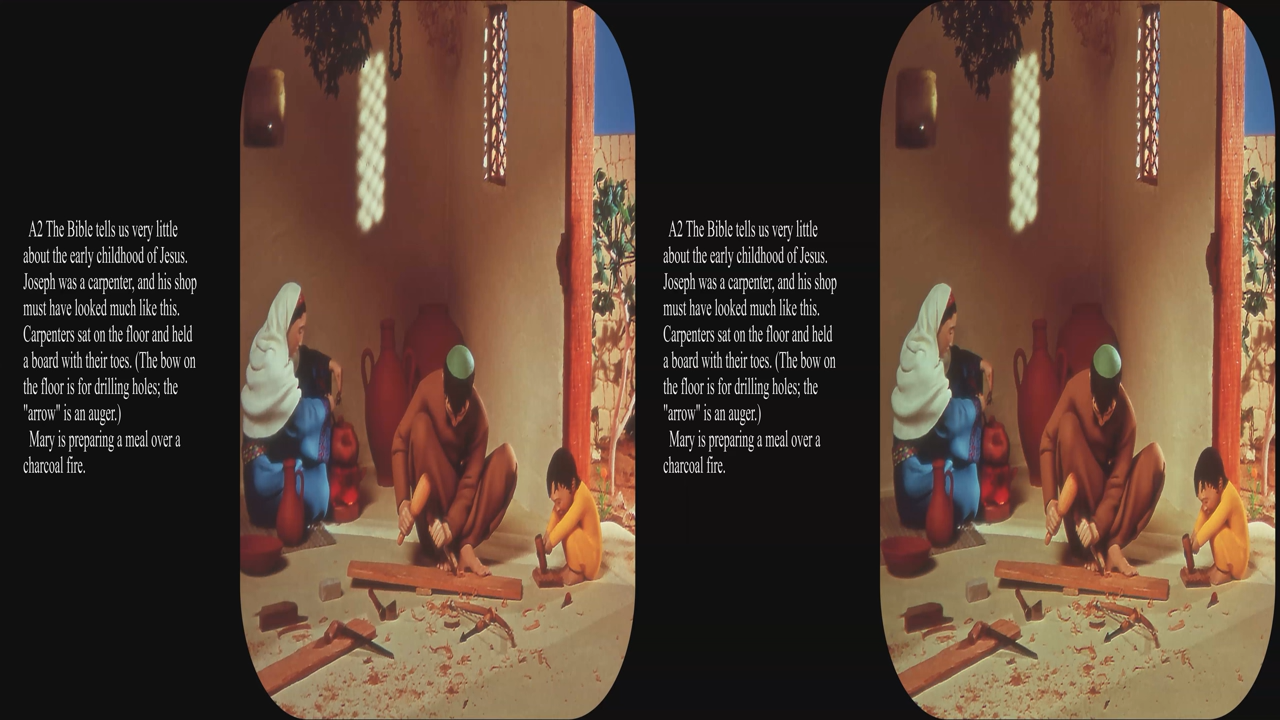 A2 The Bible tells us very little
about the early childhood of Jesus.
Joseph was a carpenter, and his shop
must have looked much like this.
Carpenters sat on the floor and held
a board with their toes. (The bow on
the floor is for drilling holes; the
"arrow" is an auger.)
Mary is preparing a meal over a
charcoal fire.
A2 The Bible tells us very little
about the early childhood of Jesus.
Joseph was a carpenter, and his shop
must have looked much like this.
Carpenters sat on the floor and held
a board with their toes. (The bow on
the floor is for drilling holes; the
"arrow" is an auger.)
Mary is preparing a meal over a
charcoal fire.